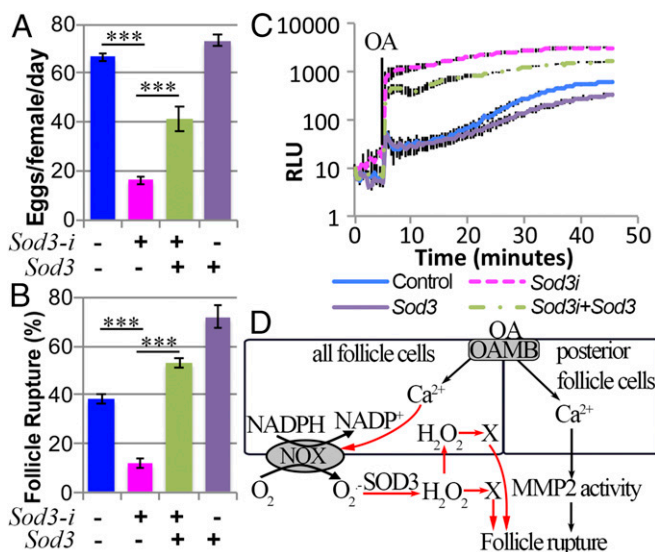 A
Eggs/female/day
80
60
40
20
0
***
***
Sod3-i - + + -
Sod3 - - + +
B
Follicle Rupture (%)
80
60
40
20
0
***
***
Sod3-i - + + -
Sod3 - - + +
C
OA
RLU
10000
1000
100
10
1
0 10 20 30 40 50
Time (minutes)
Control Sod3i
Sod3 Sod3i+Sod3
D
OA
OAMB
all follicle cells
posterior
follicle cells
Ca²⁺
Ca²⁺
NADPH NADP⁺
NOX
H₂O₂ X
O₂ O₂.- SOD3 H₂O₂ X
MMP2 activity
Follicle rupture